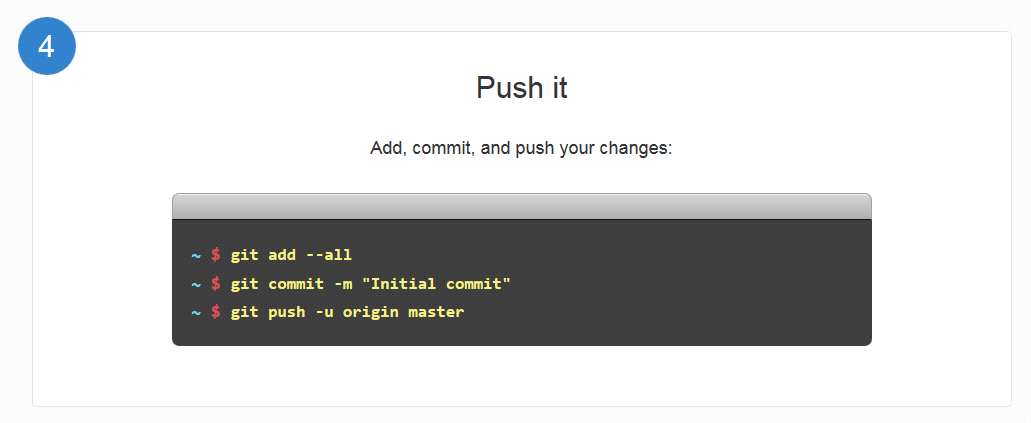 4
Push it
Add, commit, and push your changes:
~ $ git add --all
~ $ git commit -m "Initial commit"
~ $ git push -u origin master